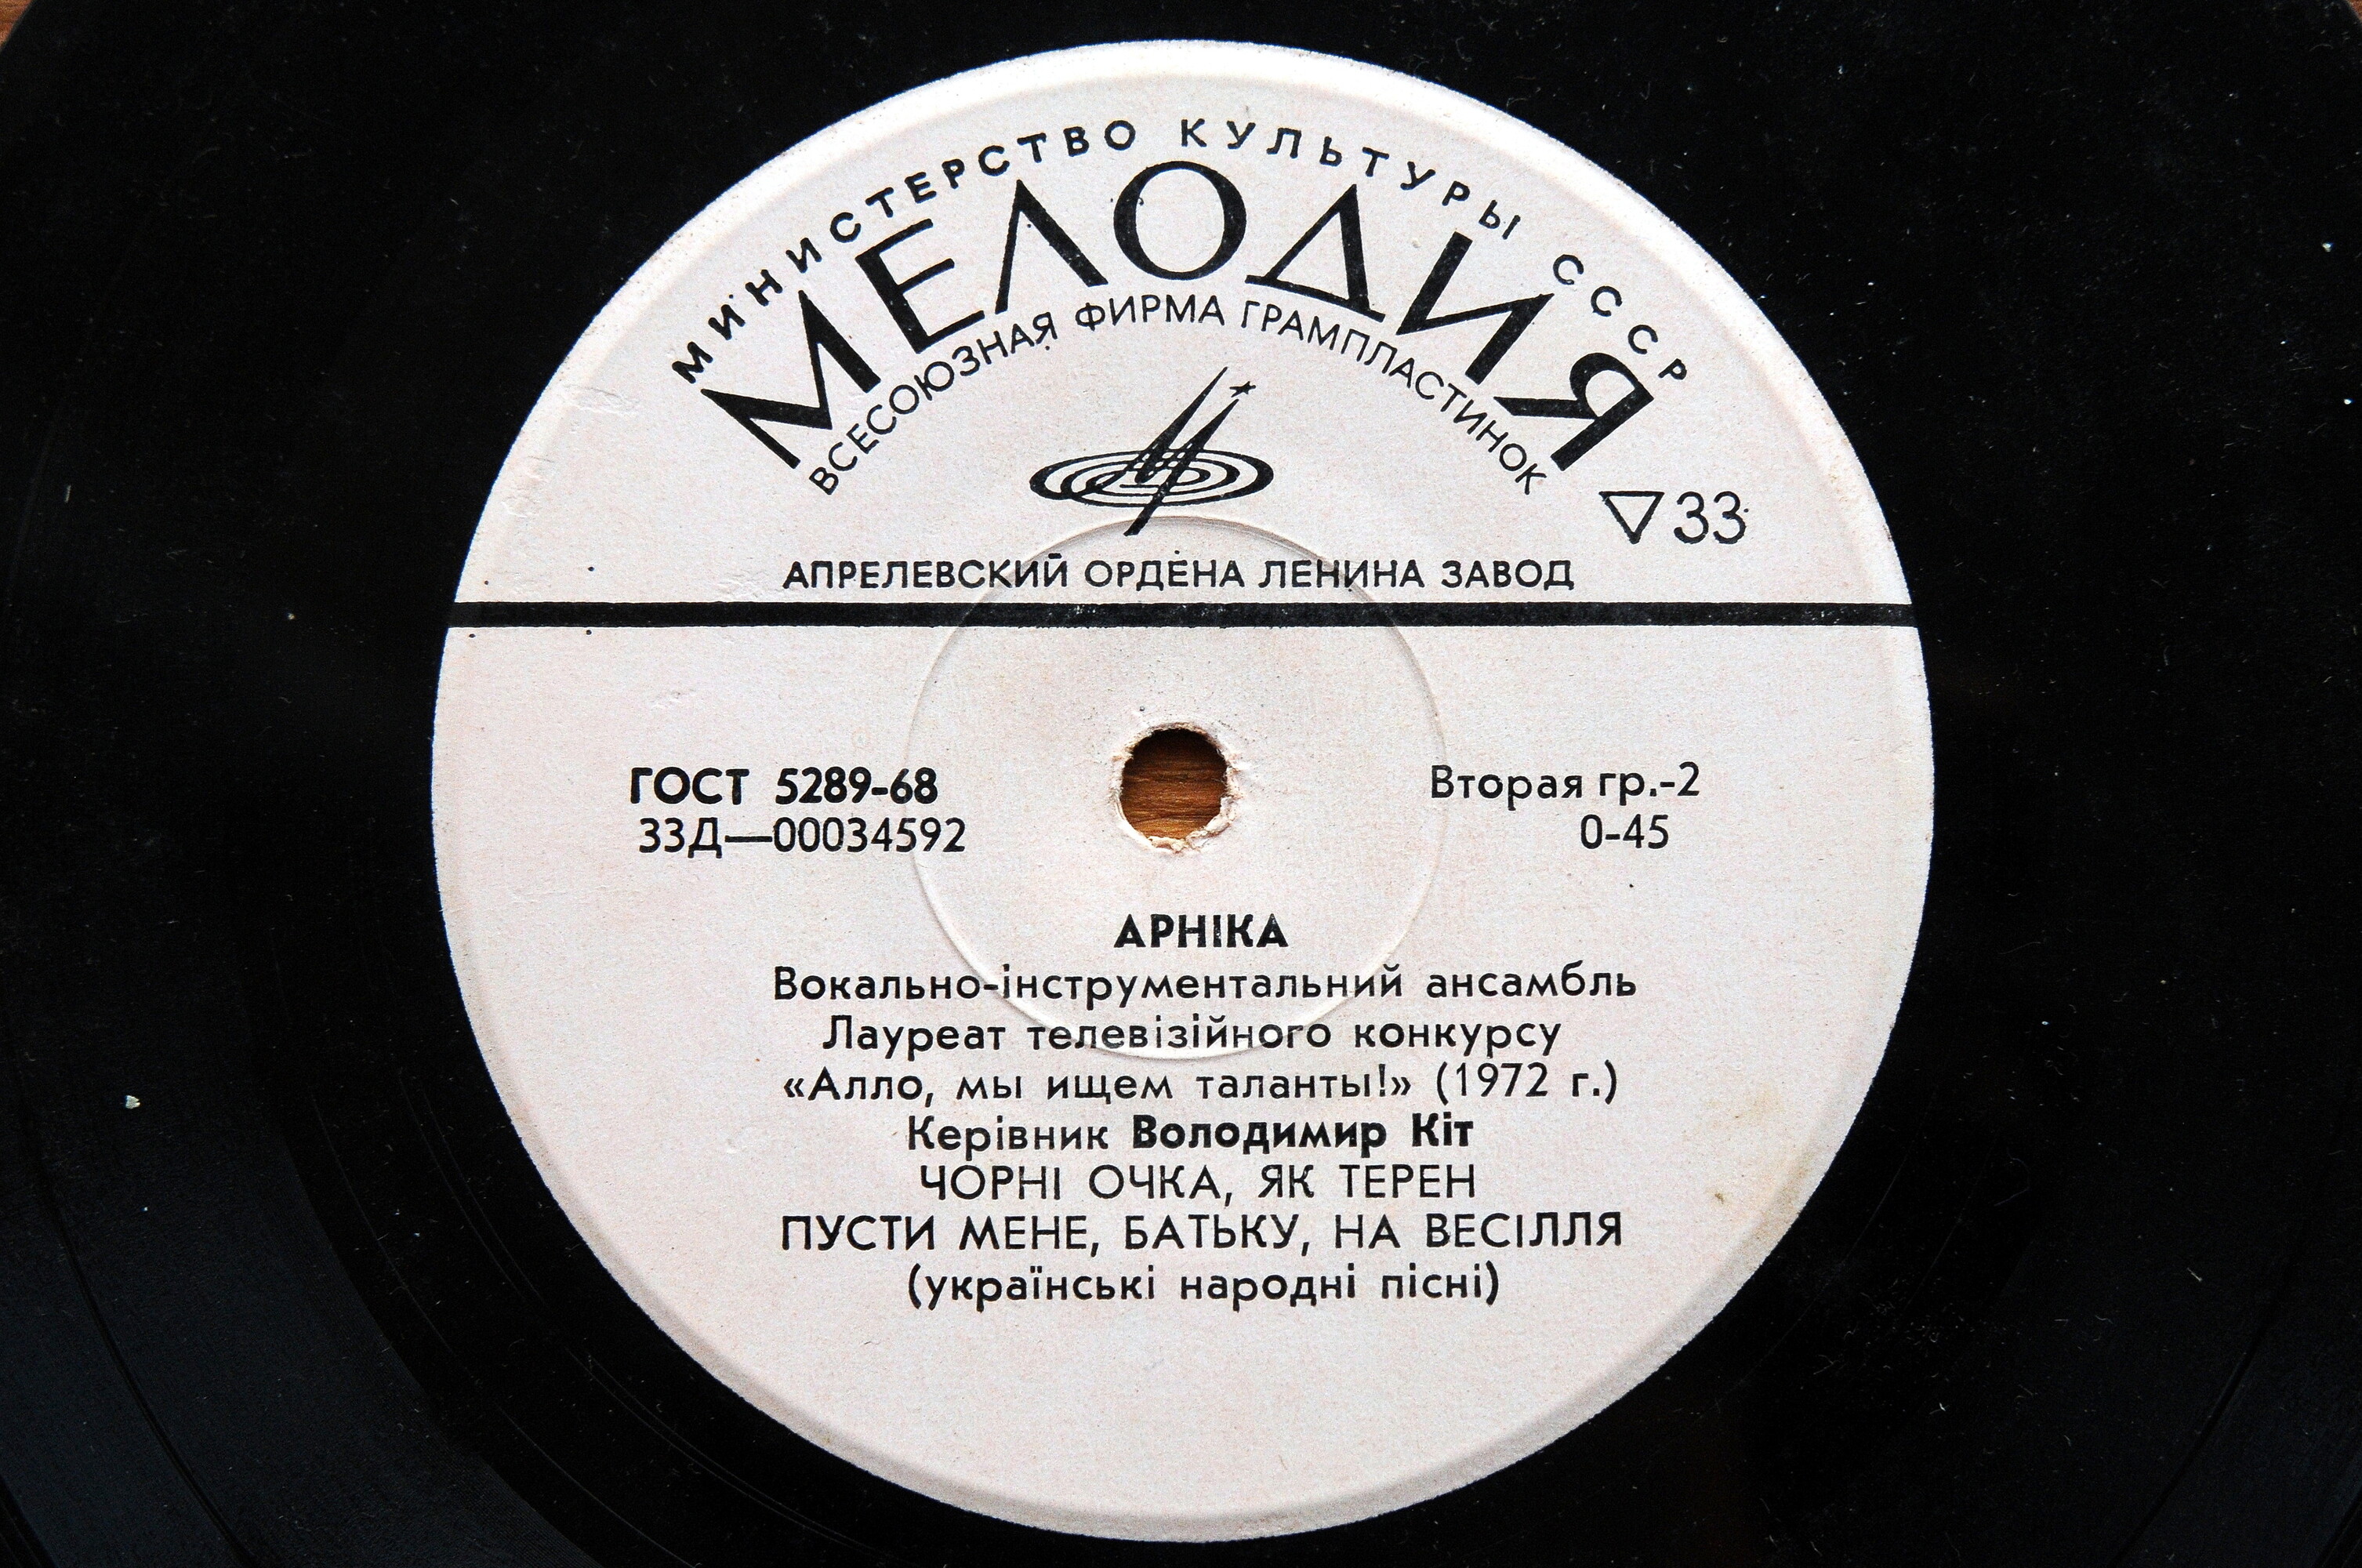 МИНИСТЕРСТВО КУЛЬТУРЫ СССР
МЕЛОДИЯ
ВСЕСОЮЗНАЯ ФИРМА ГРАМПЛАСТИНОК
▽33
АПРЕЛЕВСКИЙ ОРДЕНА ЛЕНИНА ЗАВОД
ГОСТ 5289-68
33Д—00034592
Вторая гр.-2
0-45
АРНІКА
Вокально-інструментальний ансамбль
Лауреат телевізійного конкурсу
«Алло, мы ищем таланты!» (1972 г.)
Керівник Володимир Кіт
ЧОРНІ ОЧКА, ЯК ТЕРЕН
ПУСТИ МЕНЕ, БАТЬКУ, НА ВЕСІЛЛЯ
(українські народні пісні)